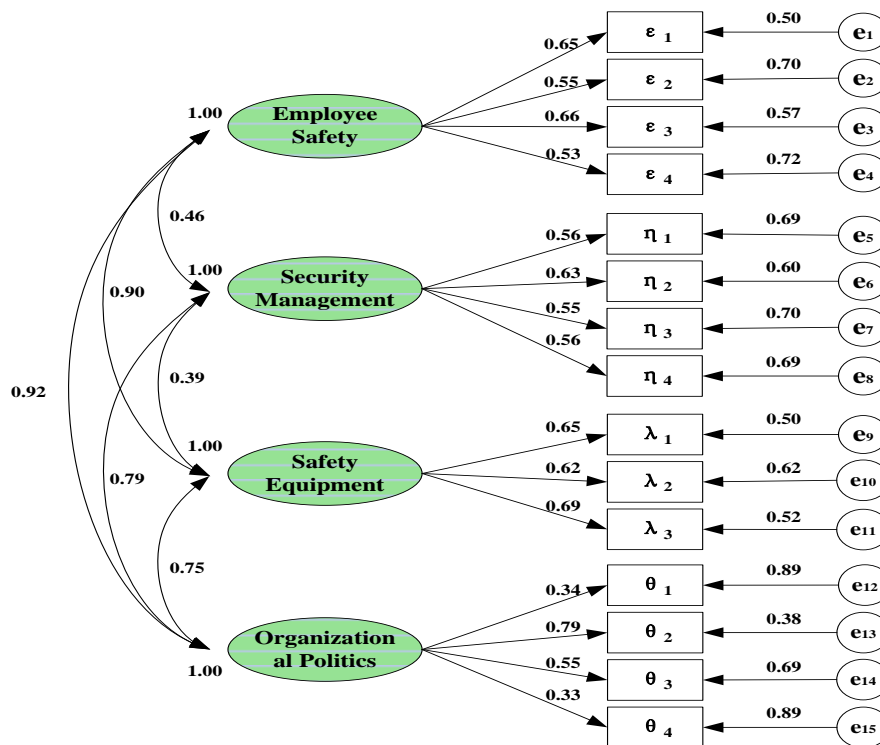 0.50
ε 1
e1
0.65
0.70
ε 2
e2
0.55
1.00
Employee
Safety
0.66
ε 3
0.57
e3
0.53
ε 4
0.72
e4
0.46
0.56
η 1
0.69
e5
1.00
Security
Management
0.63
η 2
0.60
e6
0.90
0.55
η 3
0.70
e7
0.56
η 4
0.69
e8
0.92
0.39
0.65
λ 1
0.50
e9
1.00
Safety
Equipment
0.62
λ 2
0.62
e10
0.79
0.69
λ 3
0.52
e11
0.75
0.34
θ 1
0.89
e12
Organization
al Politics
1.00
0.79
θ 2
0.38
e13
0.55
θ 3
0.69
e14
0.33
θ 4
0.89
e15